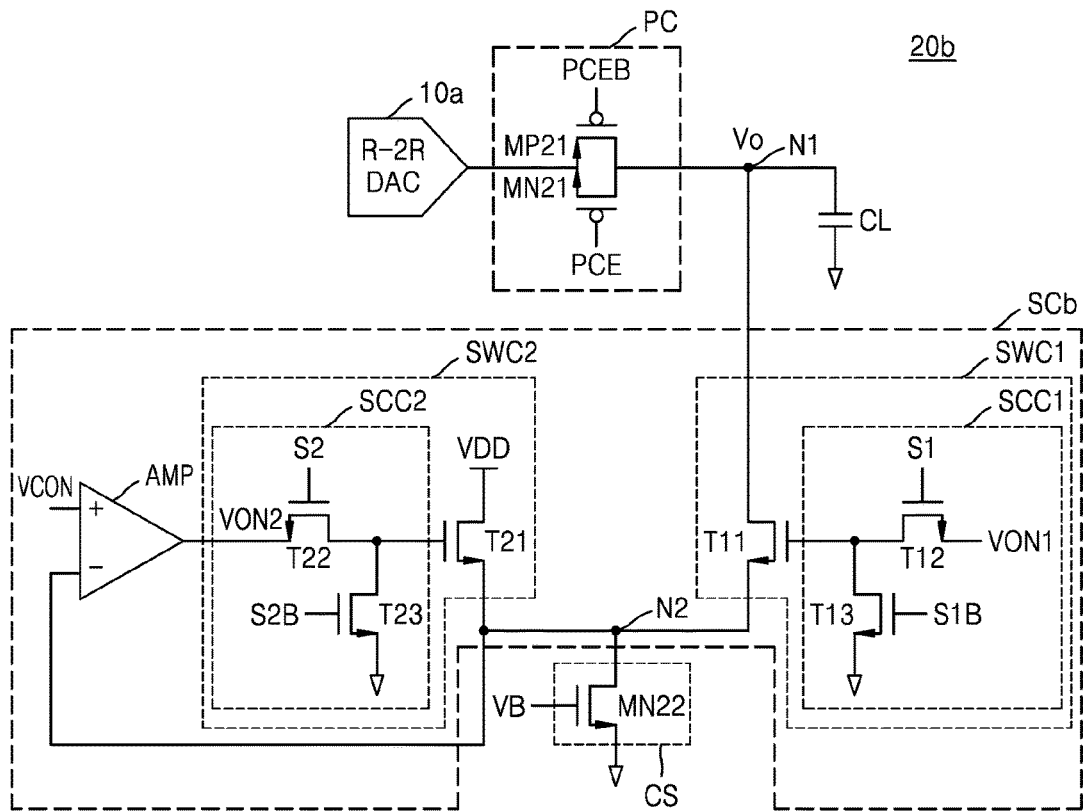 PC
20b
PCEB
10a
R-2R
DAC
MP21
MN21
Vo
N1
CL
PCE
SCb
SWC2
SWC1
SCC2
SCC1
S2
VDD
S1
VCON
AMP
+
−
VON2
T22
T21
T11
T12
VON1
S2B
T23
N2
T13
S1B
VB
MN22
CS